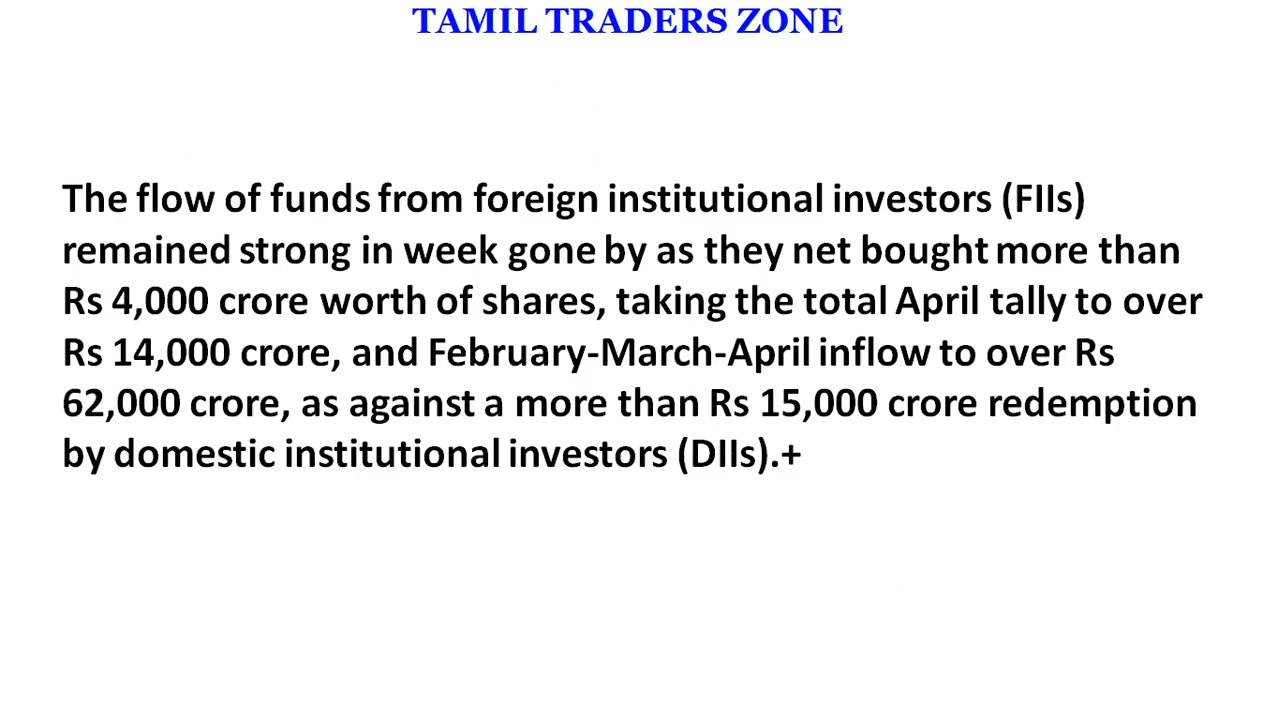 TAMIL TRADERS ZONE
The flow of funds from foreign institutional investors (FIIs)
remained strong in week gone by as they net bought more than
Rs 4,000 crore worth of shares, taking the total April tally to over
Rs 14,000 crore, and February-March-April inflow to over Rs
62,000 crore, as against a more than Rs 15,000 crore redemption
by domestic institutional investors (DIIs).+